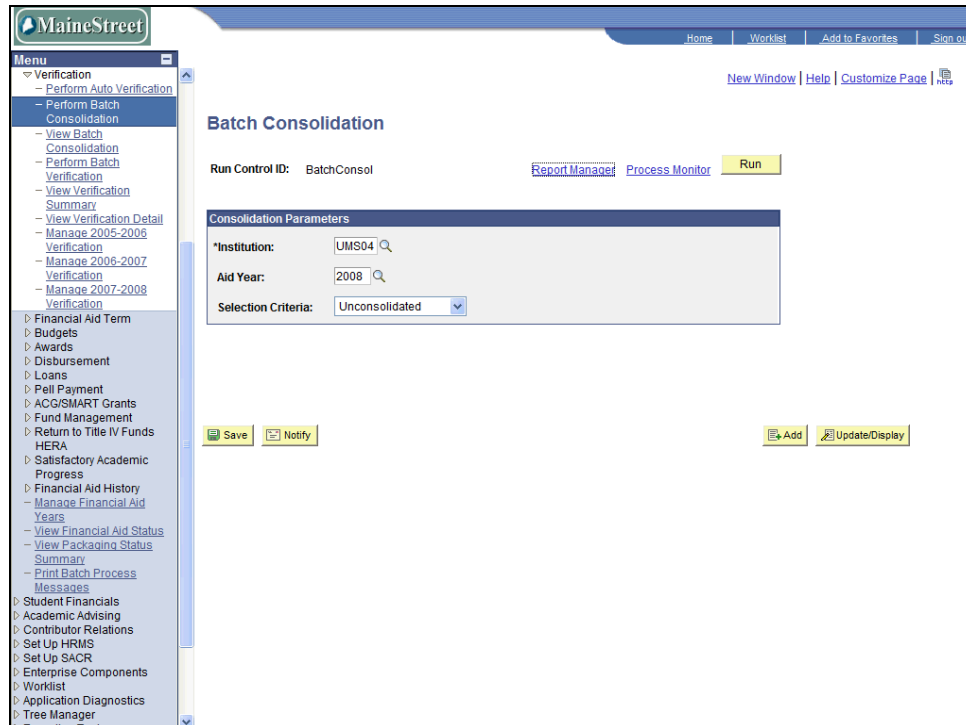 MaineStreet
Home Worklist Add to Favorites Sign ou
Menu
Verification
Perform Auto Verification
Perform Batch
Consolidation
View Batch
Consolidation
Perform Batch
Verification
View Verification
Summary
View Verification Detail
Manage 2005-2006
Verification
Manage 2006-2007
Verification
Manage 2007-2008
Verification
Financial Aid Term
Budgets
Awards
Disbursement
Loans
Pell Payment
ACG/SMART Grants
Fund Management
Return to Title IV Funds
HERA
Satisfactory Academic
Progress
Financial Aid History
Manage Financial Aid
Years
View Financial Aid Status
View Packaging Status
Summary
Print Batch Process
Messages
Student Financials
Academic Advising
Contributor Relations
Set Up HRMS
Set Up SACR
Enterprise Components
Worklist
Application Diagnostics
Tree Manager
New Window | Help | Customize Page | http
Batch Consolidation
Run Control ID: BatchConsol Report Manager Process Monitor Run
Consolidation Parameters
*Institution: UMS04
Aid Year: 2008
Selection Criteria: Unconsolidated
Save Notify Add Update/Display